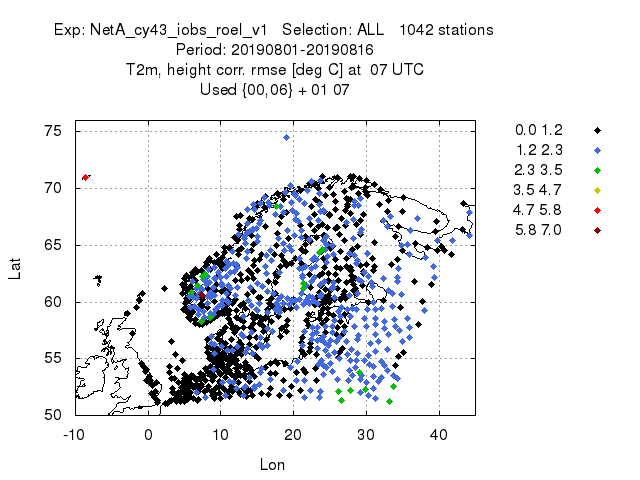 Exp: NetA_cy43_iobs_roel_v1 Selection: ALL 1042 stations
Period: 20190801-20190816
T2m, height corr. rmse [deg C] at 07 UTC
Used {00,06} + 01 07
75
70
65
60
55
50
Lat
-10 0 10 20 30 40
Lon
0.0 1.2
1.2 2.3
2.3 3.5
3.5 4.7
4.7 5.8
5.8 7.0